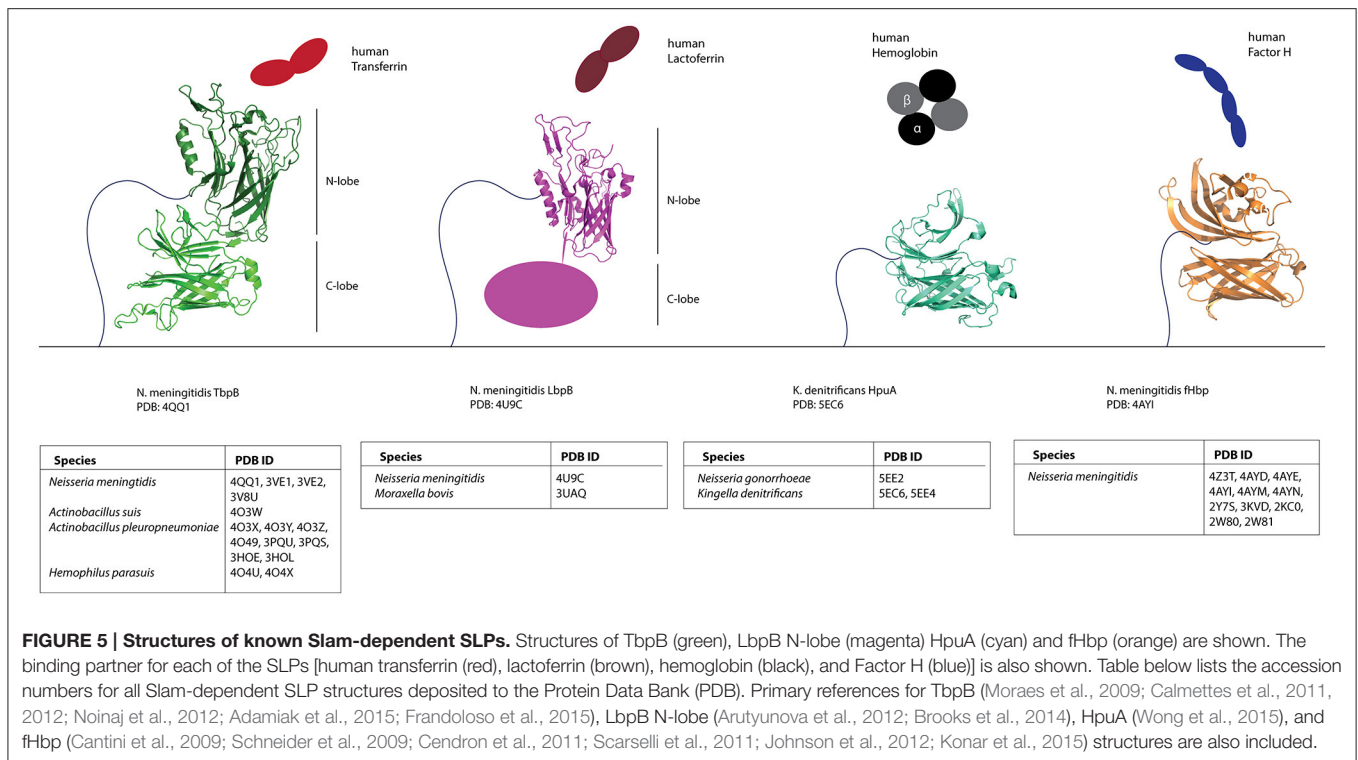 human
Transferrin
human
Lactoferrin
human
Hemoglobin
human
Factor H
β
α
N-lobe
C-lobe
N-lobe
C-lobe
N. meningitidis TbpB
PDB: 4QQ1
N. meningitidis LbpB
PDB: 4U9C
K. denitrificans HpuA
PDB: 5EC6
N. meningitidis fHbp
PDB: 4AYI
Species PDB ID
Neisseria meningtidis 4QQ1, 3VE1, 3VE2,
3V8U
Actinobacillus suis 4O3W
Actinobacillus pleuropneumoniae 4O3X, 4O3Y, 4O3Z,
4O49, 3PQU, 3PQS,
3HOE, 3HOL
Hemophilus parasuis 4O4U, 4O4X
Species PDB ID
Neisseria meningitidis 4U9C
Moraxella bovis 3UAQ
Species PDB ID
Neisseria gonorrhoeae 5EE2
Kingella denitrificans 5EC6, 5EE4
Species PDB ID
Neisseria meningitidis 4Z3T, 4AYD, 4AYE,
4AYI, 4AYM, 4AYN,
2Y7S, 3KVD, 2KC0,
2W80, 2W81
FIGURE 5 | Structures of known Slam-dependent SLPs. Structures of TbpB (green), LbpB N-lobe (magenta) HpuA (cyan) and fHbp (orange) are shown. The
binding partner for each of the SLPs [human transferrin (red), lactoferrin (brown), hemoglobin (black), and Factor H (blue)] is also shown. Table below lists the accession
numbers for all Slam-dependent SLP structures deposited to the Protein Data Bank (PDB). Primary references for TbpB (Moraes et al., 2009; Calmettes et al., 2011,
2012; Noinaj et al., 2012; Adamiak et al., 2015; Frandoloso et al., 2015), LbpB N-lobe (Arutyunova et al., 2012; Brooks et al., 2014), HpuA (Wong et al., 2015), and
fHbp (Cantini et al., 2009; Schneider et al., 2009; Cendron et al., 2011; Scarselli et al., 2011; Johnson et al., 2012; Konar et al., 2015) structures are also included.